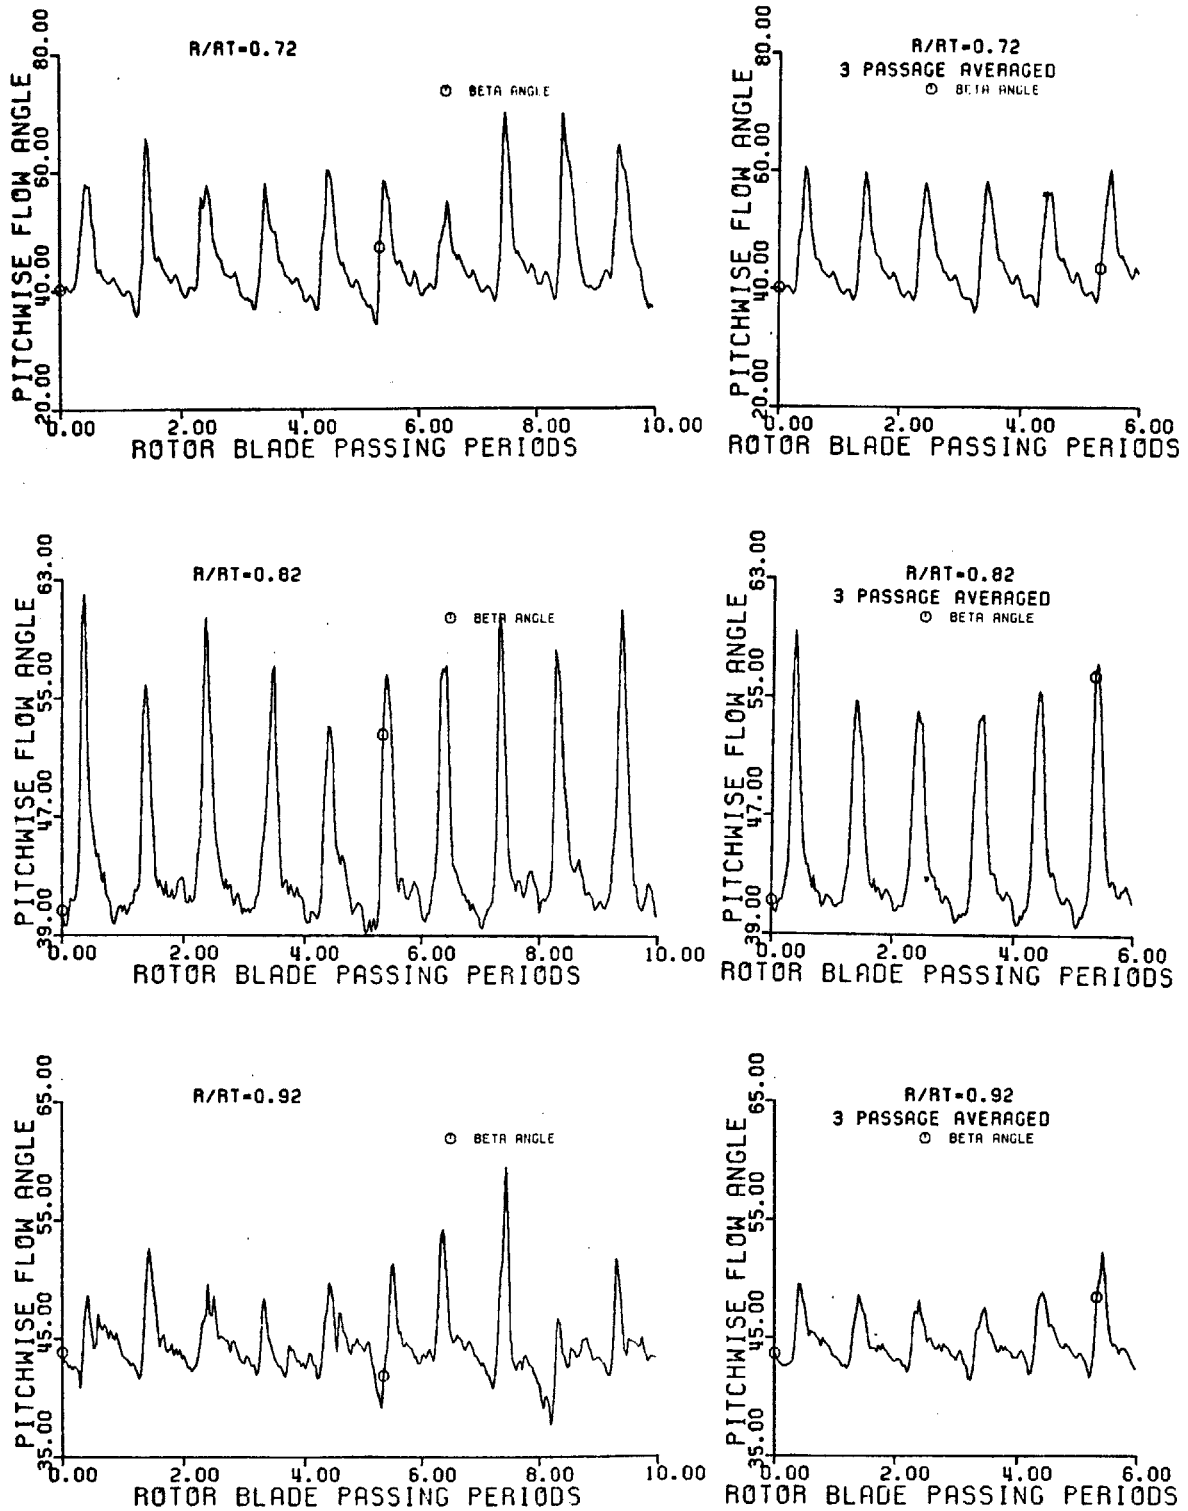 R/RT=0.72
BETA ANGLE
PITCHWISE FLOW ANGLE
20.00 40.00 60.00 80.00
0.00 2.00 4.00 6.00 8.00 10.00
ROTOR BLADE PASSING PERIODS
R/RT=0.72
3 PASSAGE AVERAGED
BETA ANGLE
PITCHWISE FLOW ANGLE
20.00 40.00 60.00 80.00
0.00 2.00 4.00 6.00
ROTOR BLADE PASSING PERIODS
R/RT=0.82
BETA ANGLE
PITCHWISE FLOW ANGLE
39.00 47.00 55.00 63.00
0.00 2.00 4.00 6.00 8.00 10.00
ROTOR BLADE PASSING PERIODS
R/RT=0.82
3 PASSAGE AVERAGED
BETA ANGLE
PITCHWISE FLOW ANGLE
39.00 47.00 55.00 63.00
0.00 2.00 4.00 6.00
ROTOR BLADE PASSING PERIODS
R/RT=0.92
BETA ANGLE
PITCHWISE FLOW ANGLE
35.00 45.00 55.00 65.00
0.00 2.00 4.00 6.00 8.00 10.00
ROTOR BLADE PASSING PERIODS
R/RT=0.92
3 PASSAGE AVERAGED
BETA ANGLE
PITCHWISE FLOW ANGLE
35.00 45.00 55.00 65.00
0.00 2.00 4.00 6.00
ROTOR BLADE PASSING PERIODS